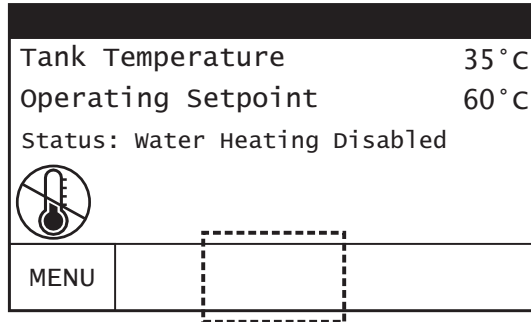 Tank Temperature 35°C
Operating Setpoint 60°C
Status: Water Heating Disabled
MENU